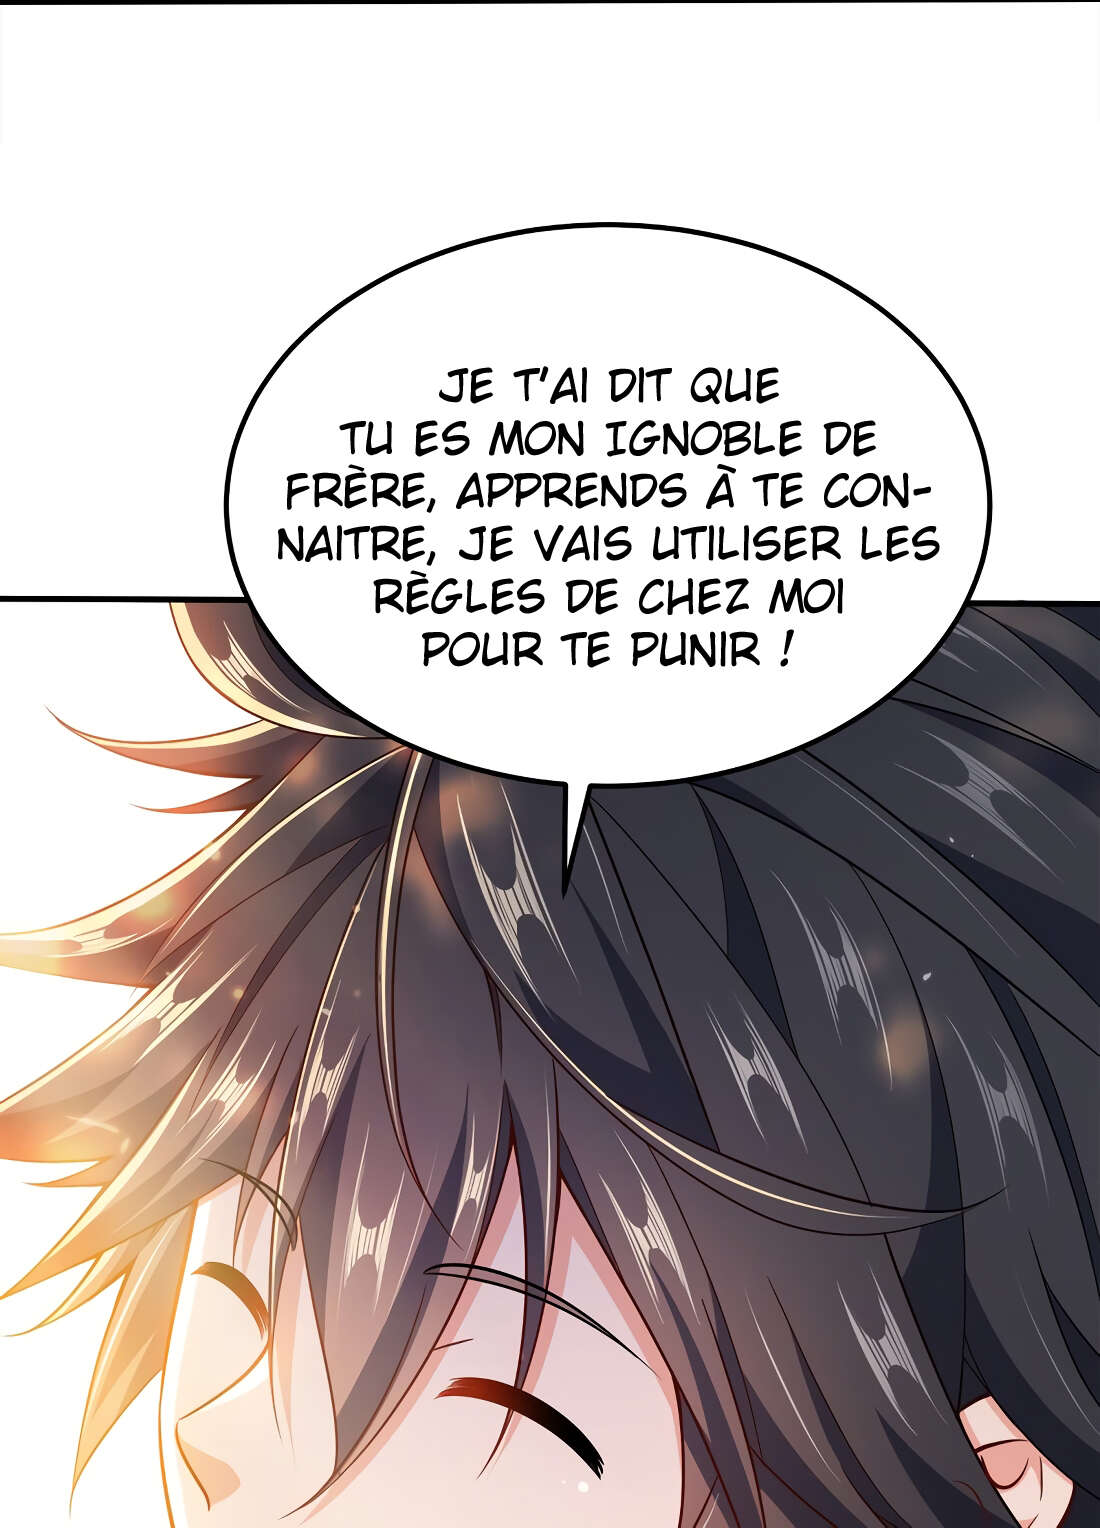 JE T'AI DIT QUE
TU ES MON IGNOBLE DE
FRÈRE, APPRENDS À TE CON-
NAITRE, JE VAIS UTILISER LES
RÈGLES DE CHEZ MOI
POUR TE PUNIR !